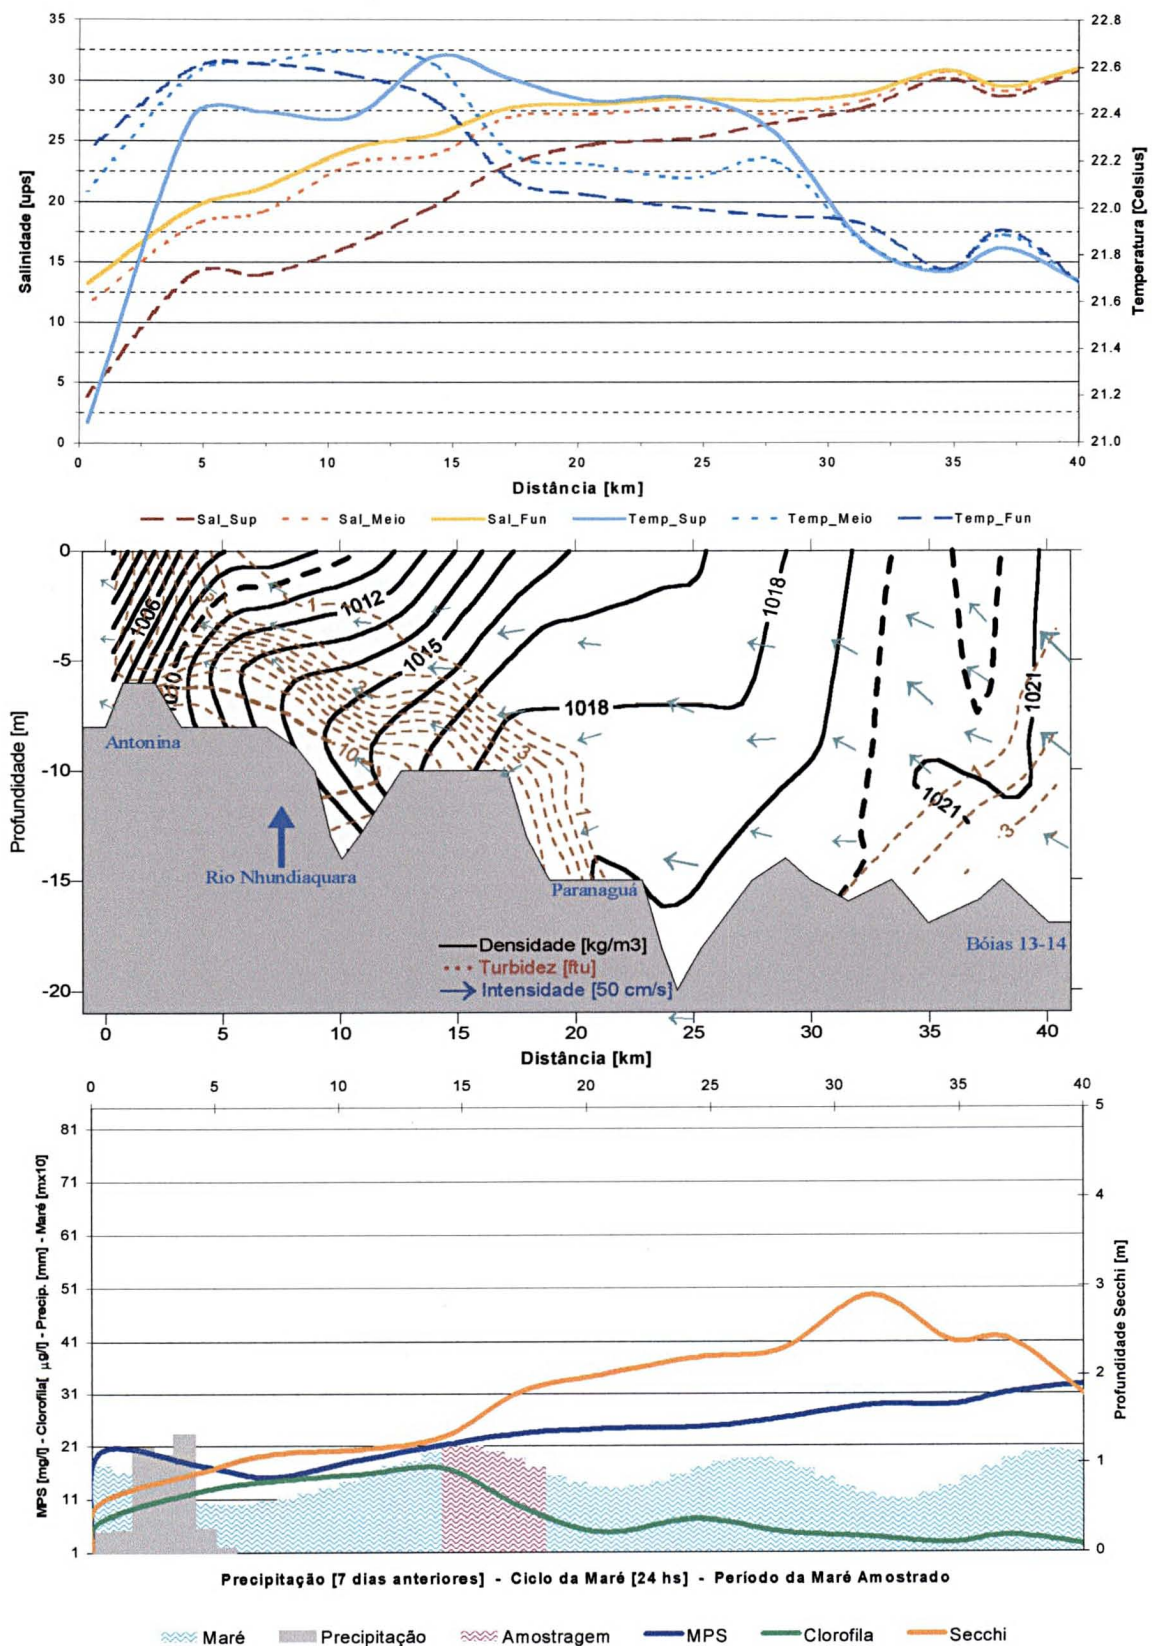 35
30
25
20
15
10
5
0
Salinidade [ups]
22.8
22.6
22.4
22.2
22.0
21.8
21.6
21.4
21.2
21.0
Temperatura [Celsius]
0 5 10 15 20 25 30 35 40
Distância [km]
Sal_Sup Sal_Meio Sal_Fun Temp_Sup Temp_Meio Temp_Fun
0
-5
-10
-15
-20
Profundidade [m]
1006
1010
1012
1015
1018
1018
1021
1021
3
1
10
3
1
3
Antonina
Rio Nhundiaquara
Paranaguá
Bóias 13-14
Densidade [kg/m3]
Turbidez [ftu]
Intensidade [50 cm/s]
0 5 10 15 20 25 30 35 40
Distância [km]
0 5 10 15 20 25 30 35 40
81
71
61
51
41
31
21
11
1
MPS [mg/l] - Clorofila[ µg/l] - Precip. [mm] - Maré [mx10]
5
4
3
2
1
0
Profundidade Secchi [m]
Precipitação [7 dias anteriores] - Ciclo da Maré [24 hs] - Período da Maré Amostrado
Maré Precipitação Amostragem MPS Clorofila Secchi